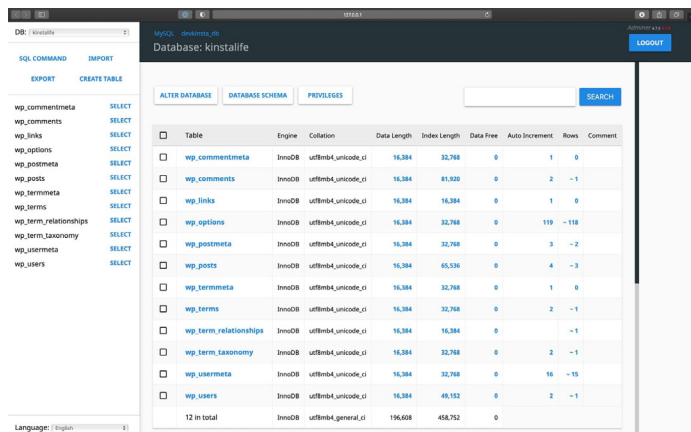 127.0.0.1
DB: kinstalife
SQL COMMAND IMPORT
EXPORT CREATE TABLE
wp_commentmeta SELECT
wp_comments SELECT
wp_links SELECT
wp_options SELECT
wp_postmeta SELECT
wp_posts SELECT
wp_termmeta SELECT
wp_terms SELECT
wp_term_relationships SELECT
wp_term_taxonomy SELECT
wp_usermeta SELECT
wp_users SELECT
Language: English
MySQL devkinsta_db
Database: kinstalife
Adminer
LOGOUT
ALTER DATABASE DATABASE SCHEMA PRIVILEGES SEARCH
Table Engine Collation Data Length Index Length Data Free Auto Increment Rows Comment
wp_commentmeta InnoDB utf8mb4_unicode_ci 16,384 32,768 0 1 0
wp_comments InnoDB utf8mb4_unicode_ci 16,384 81,920 0 2 ~ 1
wp_links InnoDB utf8mb4_unicode_ci 16,384 16,384 0 1 0
wp_options InnoDB utf8mb4_unicode_ci 16,384 32,768 0 119 ~ 118
wp_postmeta InnoDB utf8mb4_unicode_ci 16,384 32,768 0 3 ~ 2
wp_posts InnoDB utf8mb4_unicode_ci 16,384 65,536 0 4 ~ 3
wp_termmeta InnoDB utf8mb4_unicode_ci 16,384 32,768 0 1 0
wp_terms InnoDB utf8mb4_unicode_ci 16,384 32,768 0 2 ~ 1
wp_term_relationships InnoDB utf8mb4_unicode_ci 16,384 16,384 0 ~ 1
wp_term_taxonomy InnoDB utf8mb4_unicode_ci 16,384 32,768 0 2 ~ 1
wp_usermeta InnoDB utf8mb4_unicode_ci 16,384 32,768 0 16 ~ 15
wp_users InnoDB utf8mb4_unicode_ci 16,384 49,152 0 2 ~ 1
12 in total InnoDB utf8mb4_general_ci 196,608 458,752 0